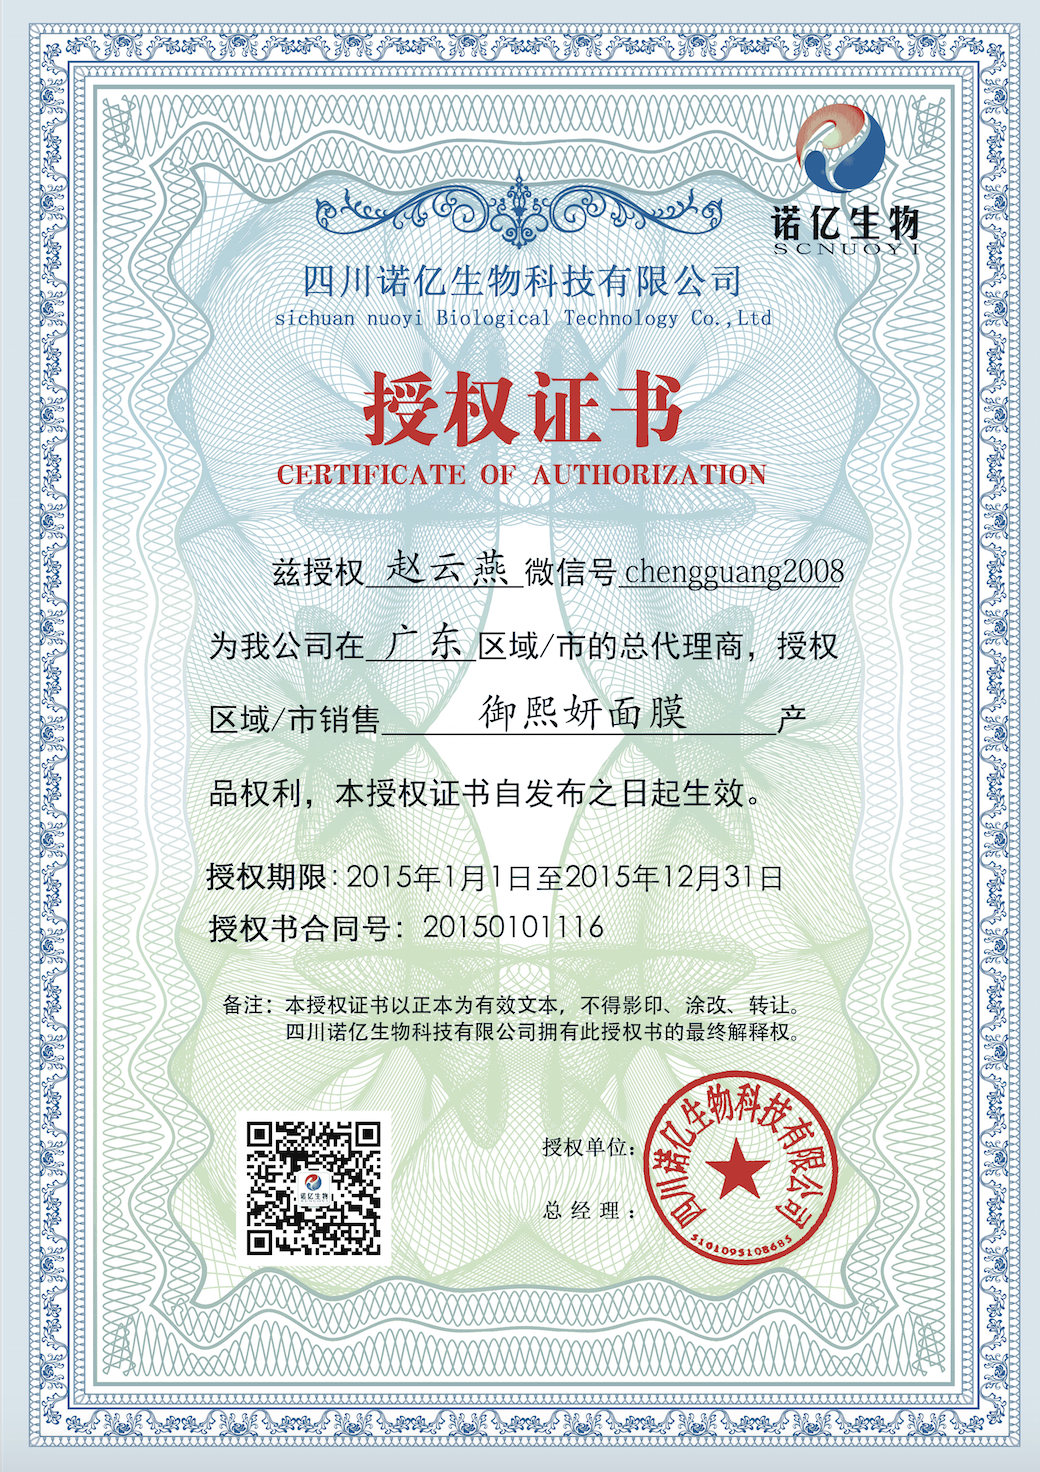 诺亿生物
SCNUOYI
四川诺亿生物科技有限公司
sichuan nuoyi Biological Technology Co.,Ltd
授权证书
CERTIFICATE OF AUTHORIZATION
兹授权 赵云燕 微信号 chengguang2008
为我公司在 广东 区域/市的总代理商，授权
区域/市销售 御熙妍面膜 产
品权利，本授权证书自发布之日起生效。
授权期限：2015年1月1日至2015年12月31日
授权书合同号：20150101116
备注：本授权证书以正本为有效文本，不得影印、涂改、转让。
四川诺亿生物科技有限公司拥有此授权书的最终解释权。
诺亿生物
授权单位：
总经理：
四川诺亿生物科技有限公司
5101095108685